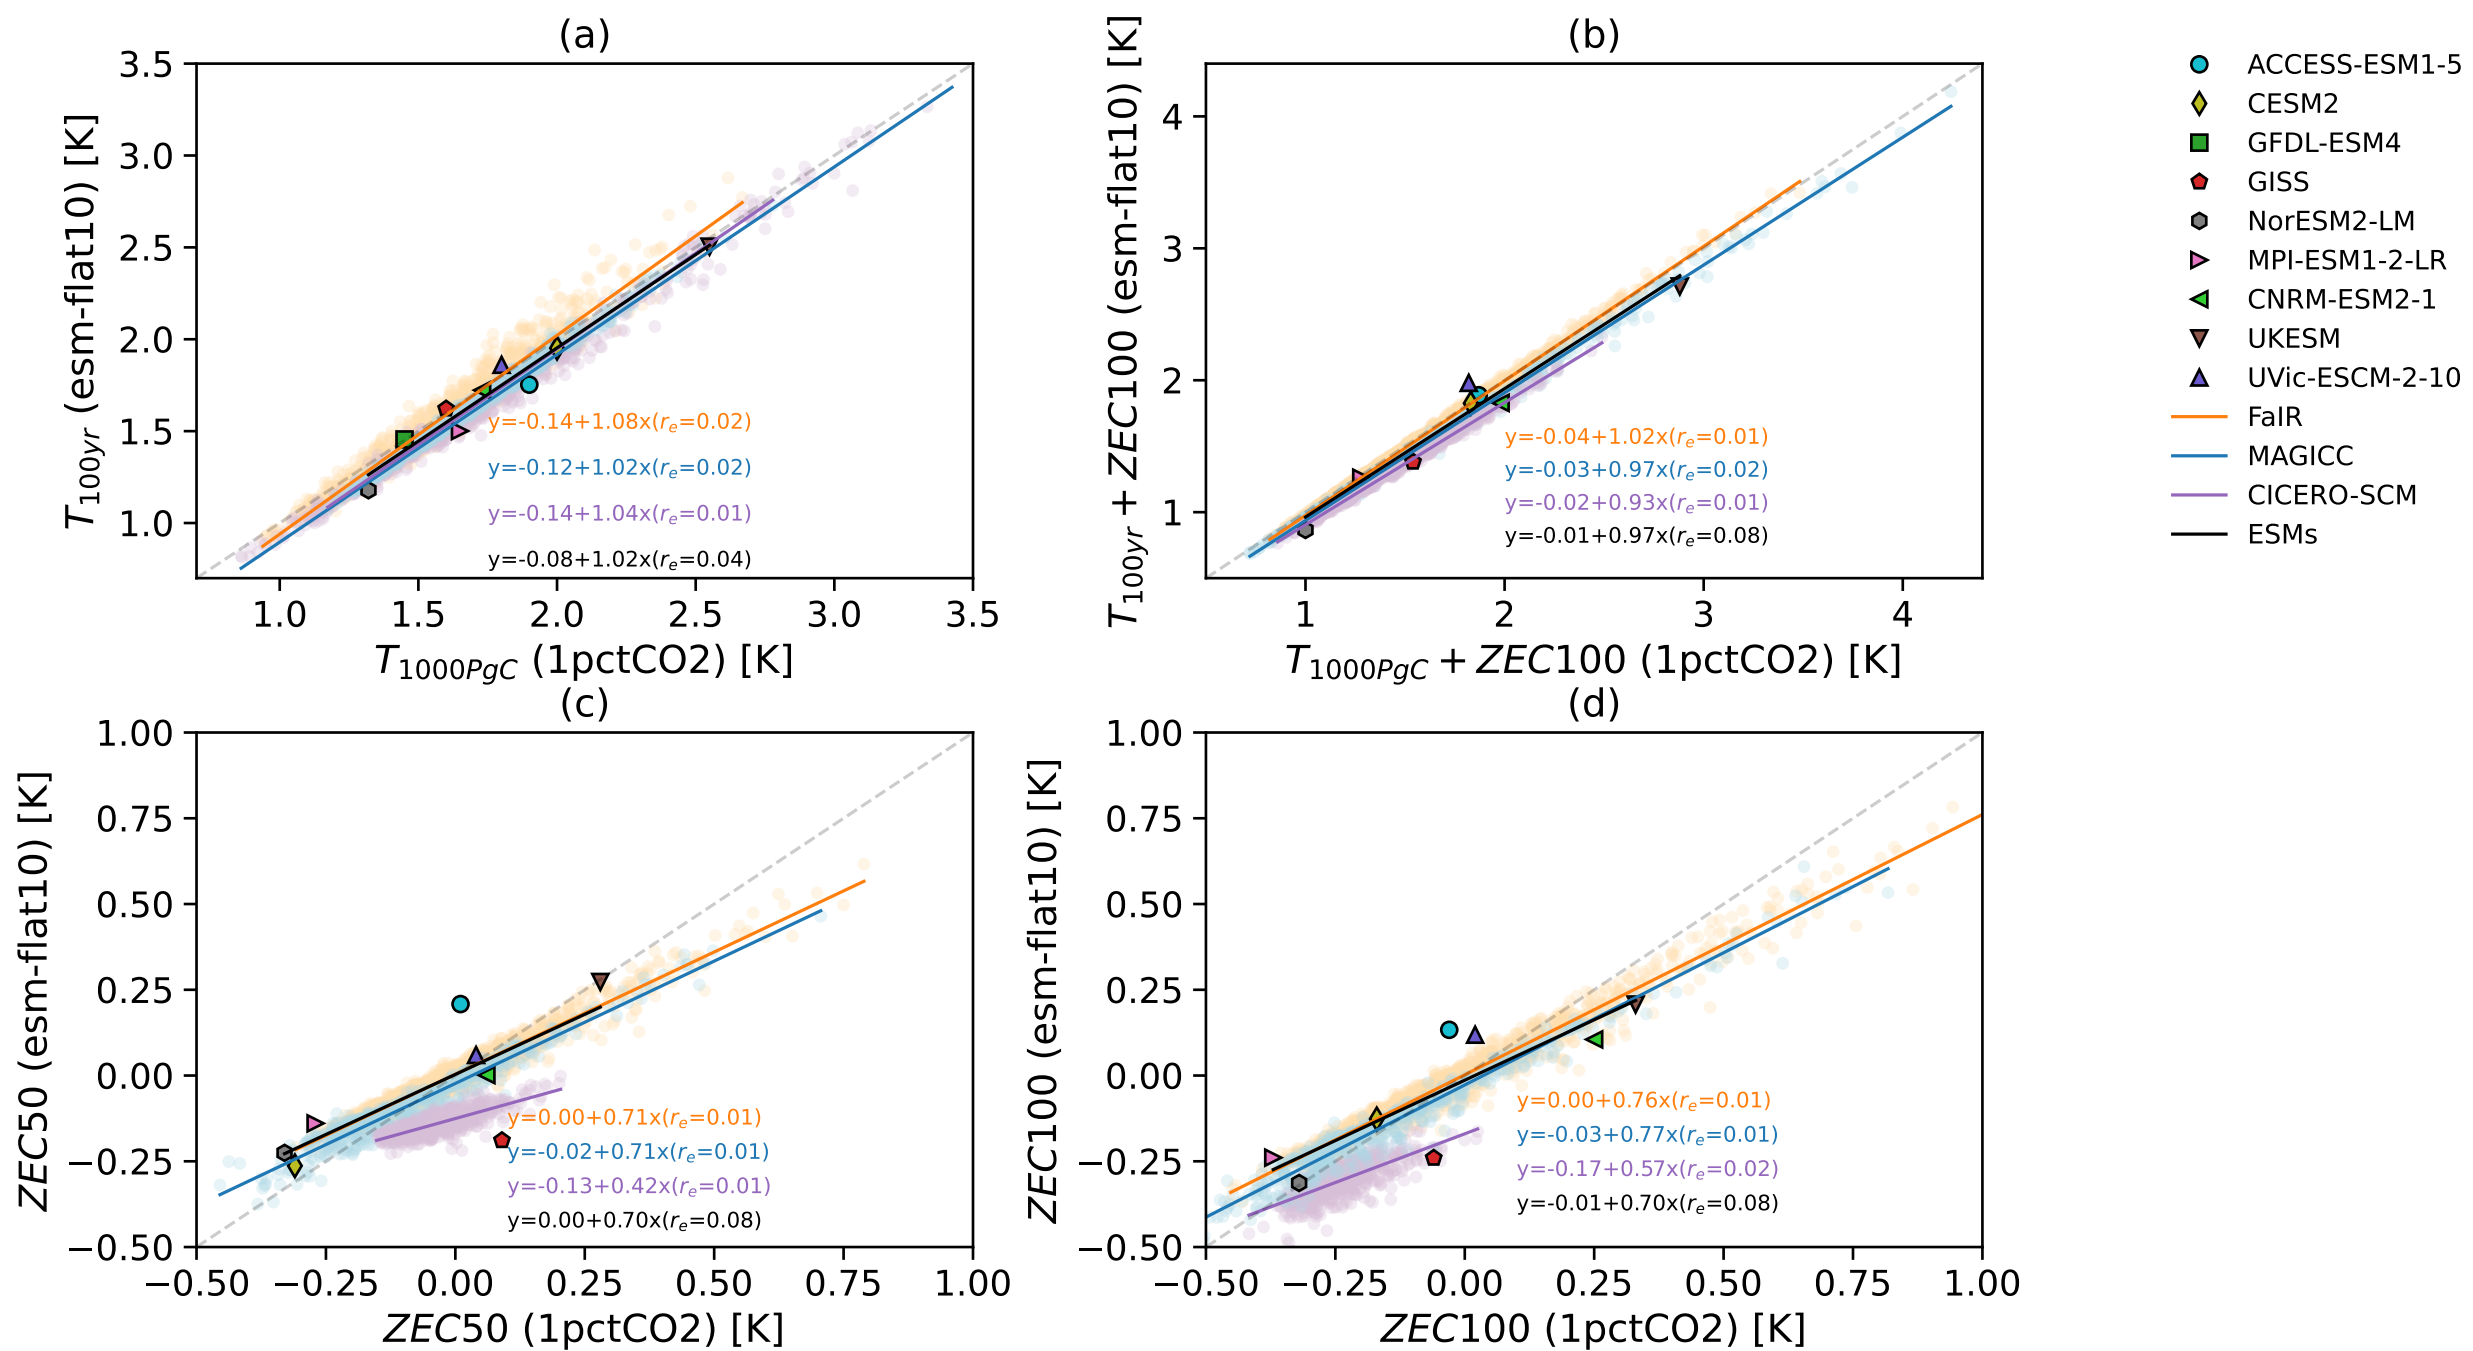 (a)
3.5
3.0
2.5
2.0
1.5
1.0
T100yr (esm-flat10) [K]
y=-0.14+1.08x(re=0.02)
y=-0.12+1.02x(re=0.02)
y=-0.14+1.04x(re=0.01)
y=-0.08+1.02x(re=0.04)
1.0 1.5 2.0 2.5 3.0 3.5
T1000PgC (1pctCO2) [K]
(b)
4
3
2
1
T100yr + ZEC100 (esm-flat10) [K]
y=-0.04+1.02x(re=0.01)
y=-0.03+0.97x(re=0.02)
y=-0.02+0.93x(re=0.01)
y=-0.01+0.97x(re=0.08)
1 2 3 4
T1000PgC + ZEC100 (1pctCO2) [K]
ACCESS-ESM1-5
CESM2
GFDL-ESM4
GISS
NorESM2-LM
MPI-ESM1-2-LR
CNRM-ESM2-1
UKESM
UVic-ESCM-2-10
FaIR
MAGICC
CICERO-SCM
ESMs
(c)
1.00
0.75
0.50
0.25
0.00
−0.25
−0.50
ZEC50 (esm-flat10) [K]
y=0.00+0.71x(re=0.01)
y=-0.02+0.71x(re=0.01)
y=-0.13+0.42x(re=0.01)
y=0.00+0.70x(re=0.08)
−0.50 −0.25 0.00 0.25 0.50 0.75 1.00
ZEC50 (1pctCO2) [K]
(d)
1.00
0.75
0.50
0.25
0.00
−0.25
−0.50
ZEC100 (esm-flat10) [K]
y=0.00+0.76x(re=0.01)
y=-0.03+0.77x(re=0.01)
y=-0.17+0.57x(re=0.02)
y=-0.01+0.70x(re=0.08)
−0.50 −0.25 0.00 0.25 0.50 0.75 1.00
ZEC100 (1pctCO2) [K]